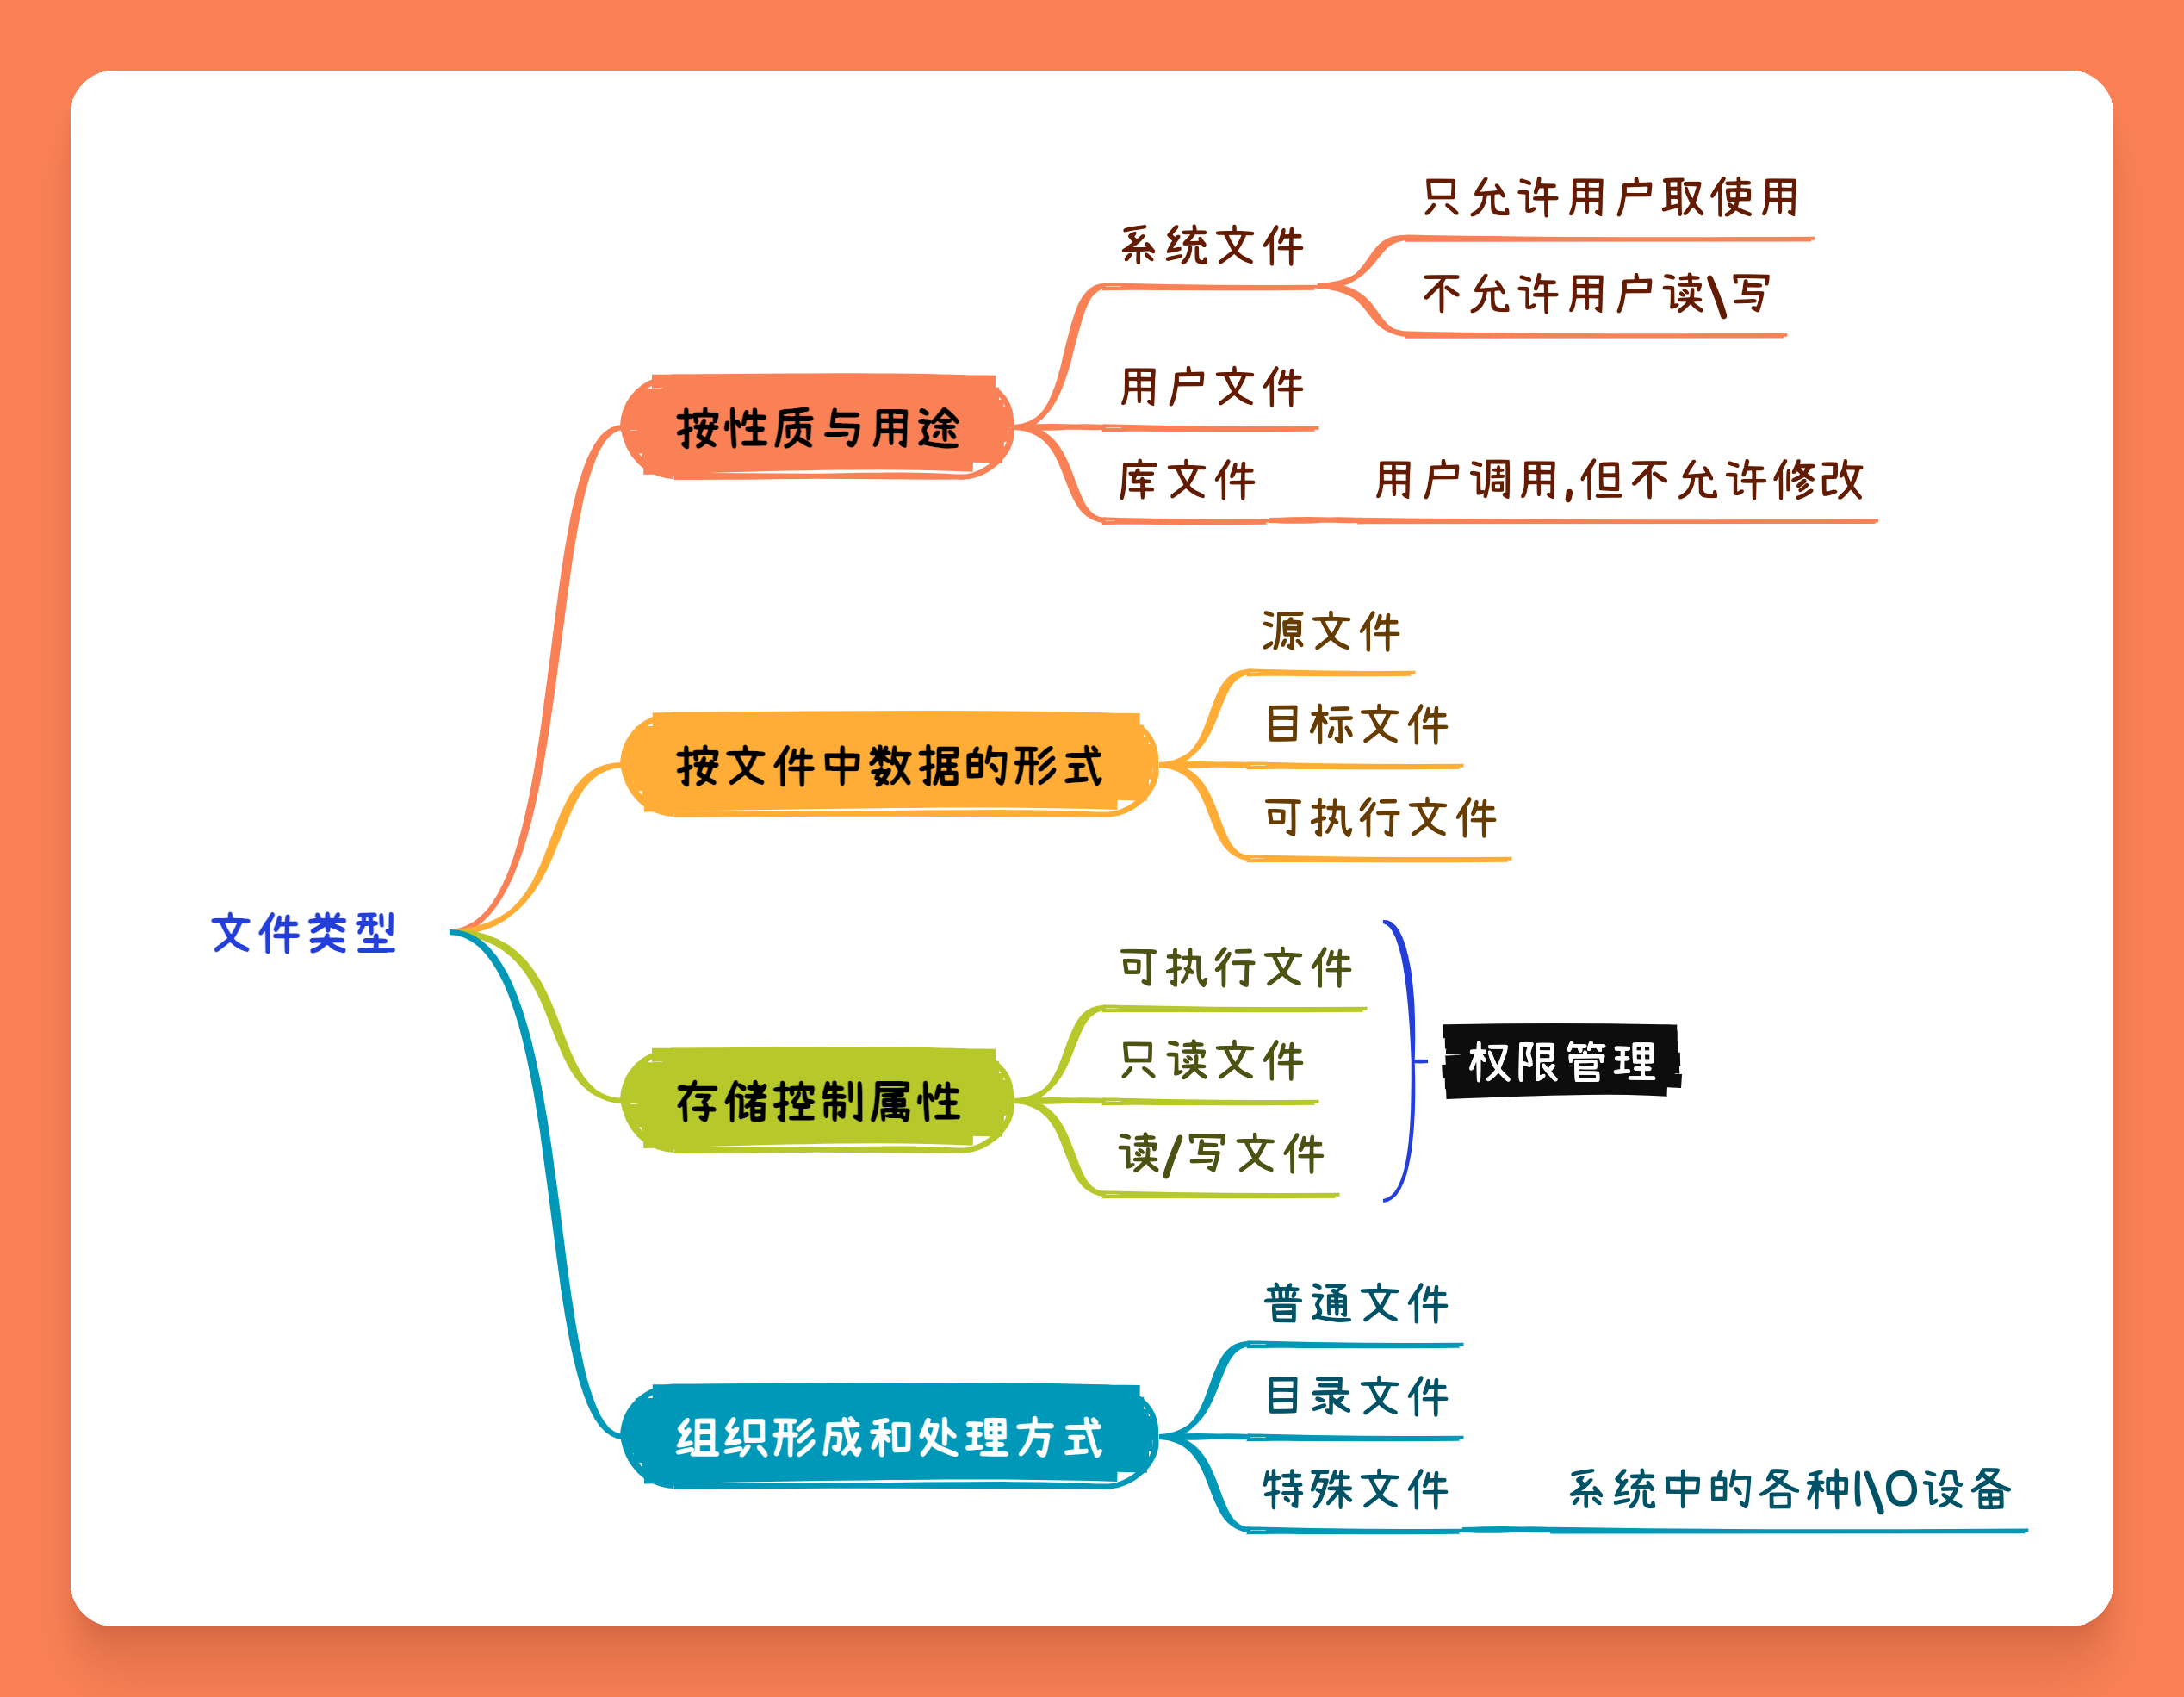 文件类型
按性质与用途
系统文件
只允许用户取使用
不允许用户读\写
用户文件
库文件
用户调用,但不允许修改
按文件中数据的形式
源文件
目标文件
可执行文件
存储控制属性
可执行文件
只读文件
读/写文件
权限管理
组织形成和处理方式
普通文件
目录文件
特殊文件
系统中的各种I\O设备